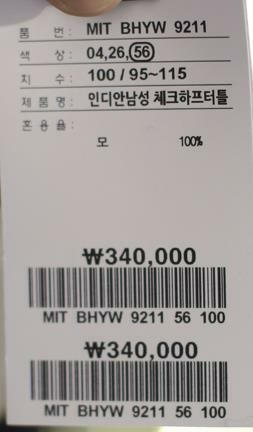 품 번: MIT BHYW 9211
색 상: 04,26,56
치 수: 100 / 95~115
제 품 명: 인디안남성 체크하프터틀
혼 용 율:
모 100%
₩340,000
MIT BHYW 9211 56 100
₩340,000
MIT BHYW 9211 56 100